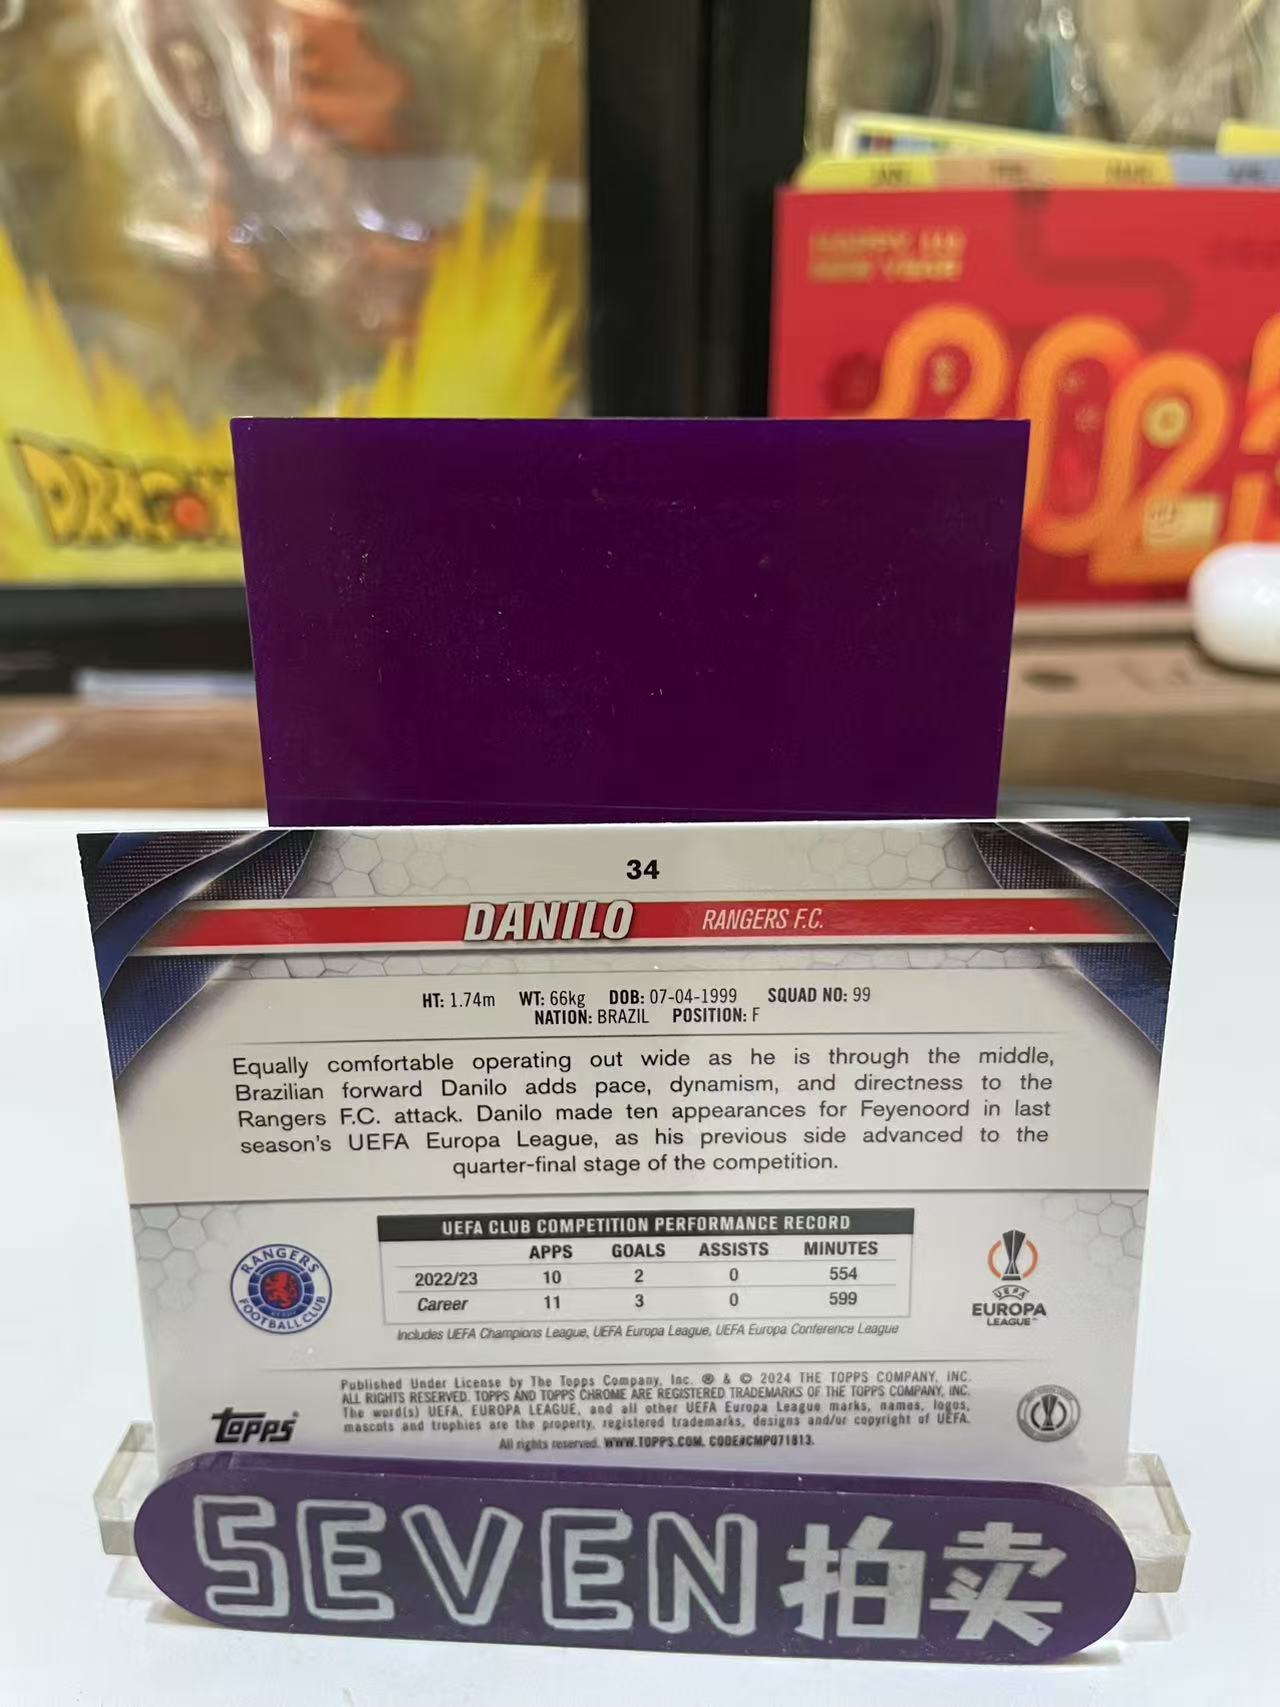 HAPPY
NEW YEAR
202
DRAGON
34
DANILO RANGERS F.C.
HT: 1.74m WT: 66kg DOB: 07-04-1999 SQUAD NO: 99
NATION: BRAZIL POSITION: F
Equally comfortable operating out wide as he is through the middle,
Brazilian forward Danilo adds pace, dynamism, and directness to the
Rangers F.C. attack. Danilo made ten appearances for Feyenoord in last
season's UEFA Europa League, as his previous side advanced to the
quarter-final stage of the competition.
UEFA CLUB COMPETITION PERFORMANCE RECORD
APPS GOALS ASSISTS MINUTES
2022/23 10 2 0 554
Career 11 3 0 599
Includes UEFA Champions League, UEFA Europa League, UEFA Europa Conference League
RANGERS
FOOTBALL CLUB
UEFA
EUROPA
LEAGUE™
Published Under License by The Topps Company, Inc. ® & © 2024 THE TOPPS COMPANY, INC.
ALL RIGHTS RESERVED. TOPPS AND TOPPS CHROME ARE REGISTERED TRADEMARKS OF THE TOPPS COMPANY, INC.
The word(s) UEFA, EUROPA LEAGUE, and all other UEFA Europa League marks, names, logos,
mascots and trophies are the property, registered trademarks, designs and/or copyright of UEFA.
All rights reserved. WWW.TOPPS.COM. CODE#CMP071813.
topps®
SEVEN拍卖